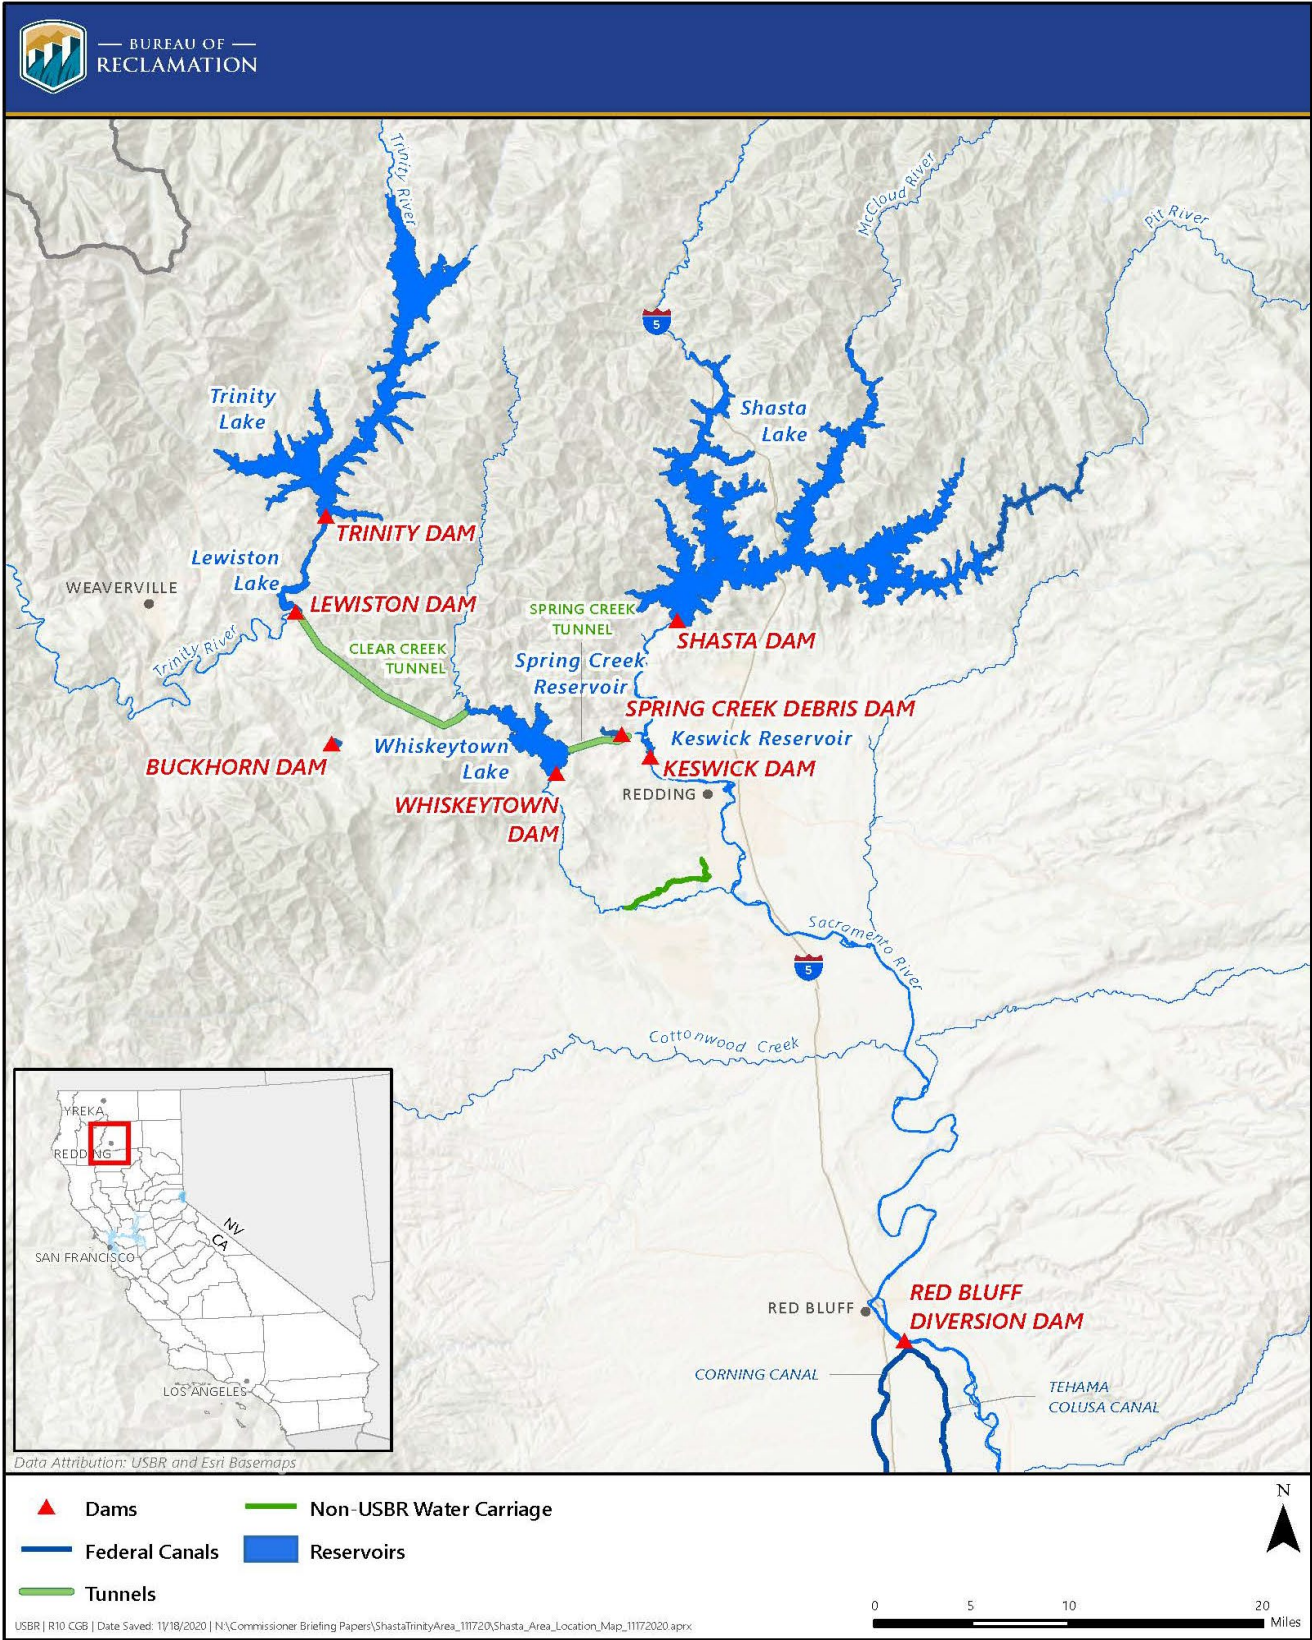 BUREAU OF
RECLAMATION
Trinity River
McCloud River
Pit River
5
Trinity
Lake
Shasta
Lake
TRINITY DAM
Lewiston
Lake
WEAVERVILLE
LEWISTON DAM
SPRING CREEK
TUNNEL
SHASTA DAM
Trinity River
CLEAR CREEK
TUNNEL
Spring Creek
Reservoir
SPRING CREEK DEBRIS DAM
Keswick Reservoir
BUCKHORN DAM
Whiskeytown
Lake
KESWICK DAM
REDDING
WHISKEYTOWN
DAM
Sacramento River
5
Cottonwood Creek
YREKA
REDDING
NV
CA
SAN FRANCISCO
LOS ANGELES
RED BLUFF
RED BLUFF
DIVERSION DAM
CORNING CANAL
TEHAMA
COLUSA CANAL
Data Attribution: USBR and Esri Basemaps
Dams
Non-USBR Water Carriage
Federal Canals
Reservoirs
Tunnels
N
0 5 10 20
Miles
USBR | R10 CGB | Date Saved: 11/18/2020 | N:\Commissioner Briefing Papers\ShastaTrinityArea_111720\Shasta_Area_Location_Map_11172020.aprx